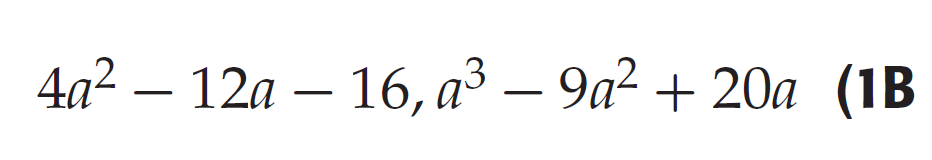 4a² – 12a – 16, a³ – 9a² + 20a (1B